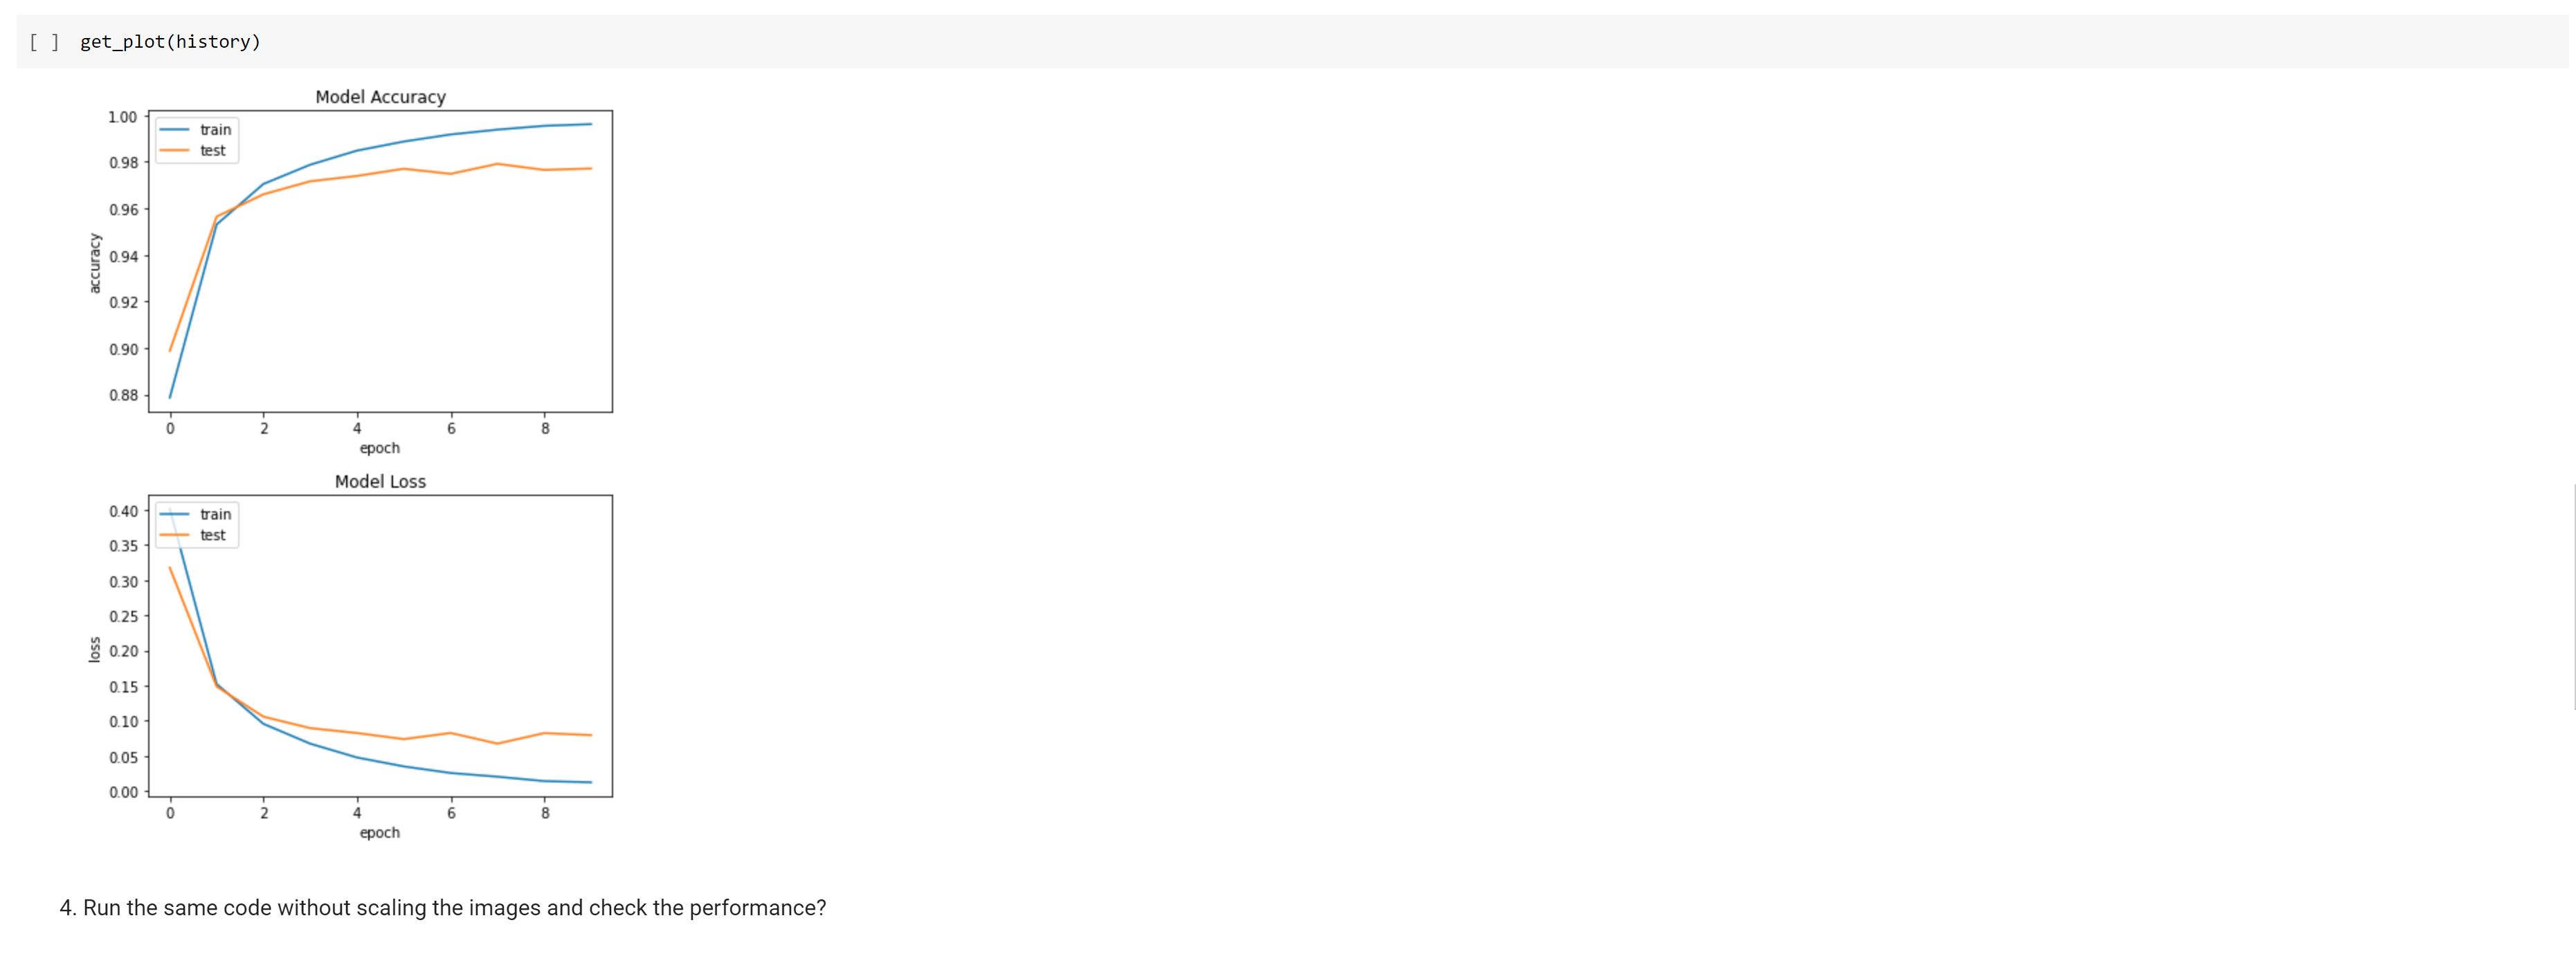 [ ] get_plot(history)
Model Accuracy
train
test
1.00
0.98
0.96
0.94
0.92
0.90
0.88
accuracy
0 2 4 6 8
epoch
Model Loss
train
test
0.40
0.35
0.30
0.25
0.20
0.15
0.10
0.05
0.00
loss
0 2 4 6 8
epoch
4. Run the same code without scaling the images and check the performance?